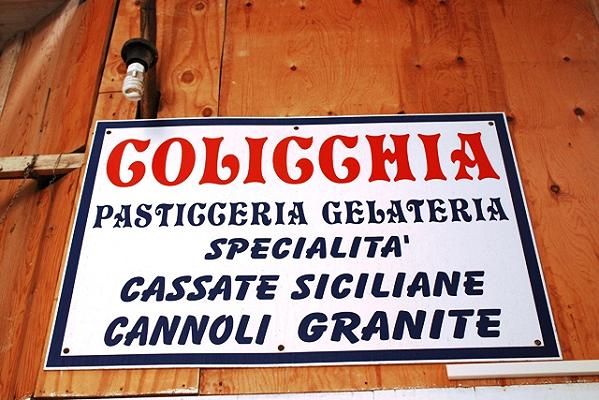 COLICCHIA
PASTICCERIA GELATERIA
SPECIALITA'
CASSATE SICILIANE
CANNOLI GRANITE